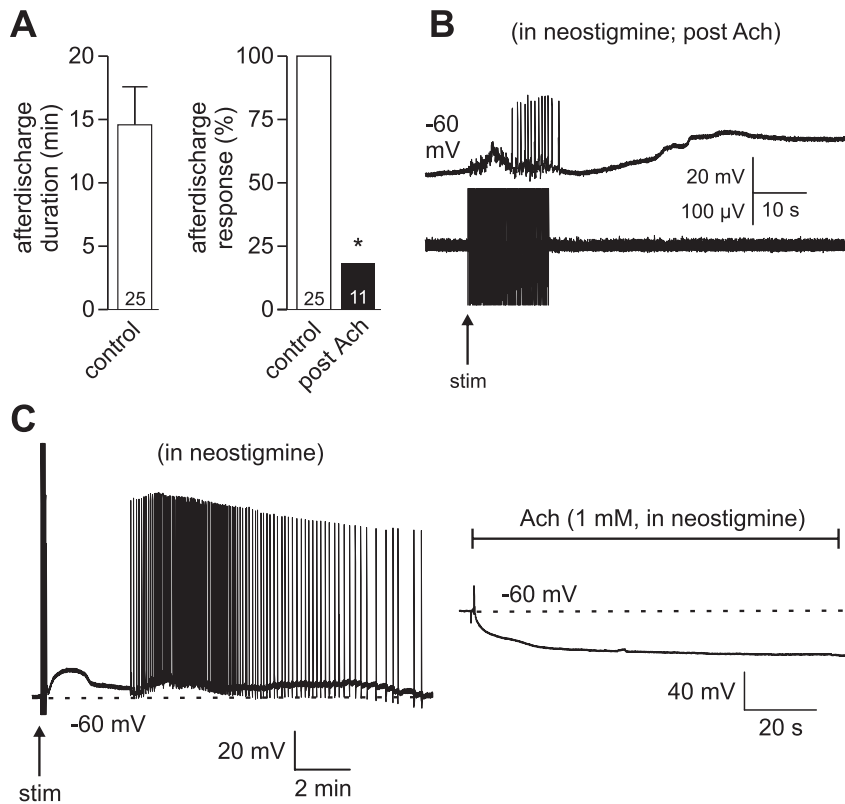 A
afterdischarge
duration (min)
20
15
10
5
0
25
control
afterdischarge
response (%)
100
75
50
25
0
25
*
11
control
post Ach
B
(in neostigmine; post Ach)
-60
mV
20 mV
100 µV
10 s
stim
C
(in neostigmine)
-60 mV
20 mV
2 min
stim
Ach (1 mM, in neostigmine)
-60 mV
40 mV
20 s